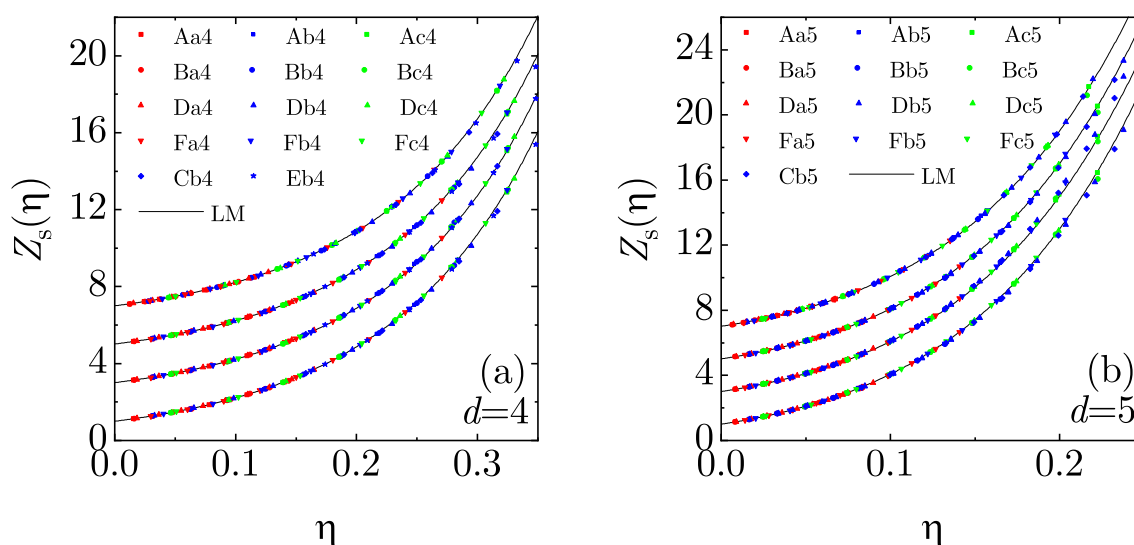 20
16
12
8
4
0
Zs(η)
Aa4 Ab4 Ac4
Ba4 Bb4 Bc4
Da4 Db4 Dc4
Fa4 Fb4 Fc4
Cb4 Eb4
LM
(a)
d=4
0.0 0.1 0.2 0.3
η
24
20
16
12
8
4
0
Zs(η)
Aa5 Ab5 Ac5
Ba5 Bb5 Bc5
Da5 Db5 Dc5
Fa5 Fb5 Fc5
Cb5 LM
(b)
d=5
0.0 0.1 0.2
η